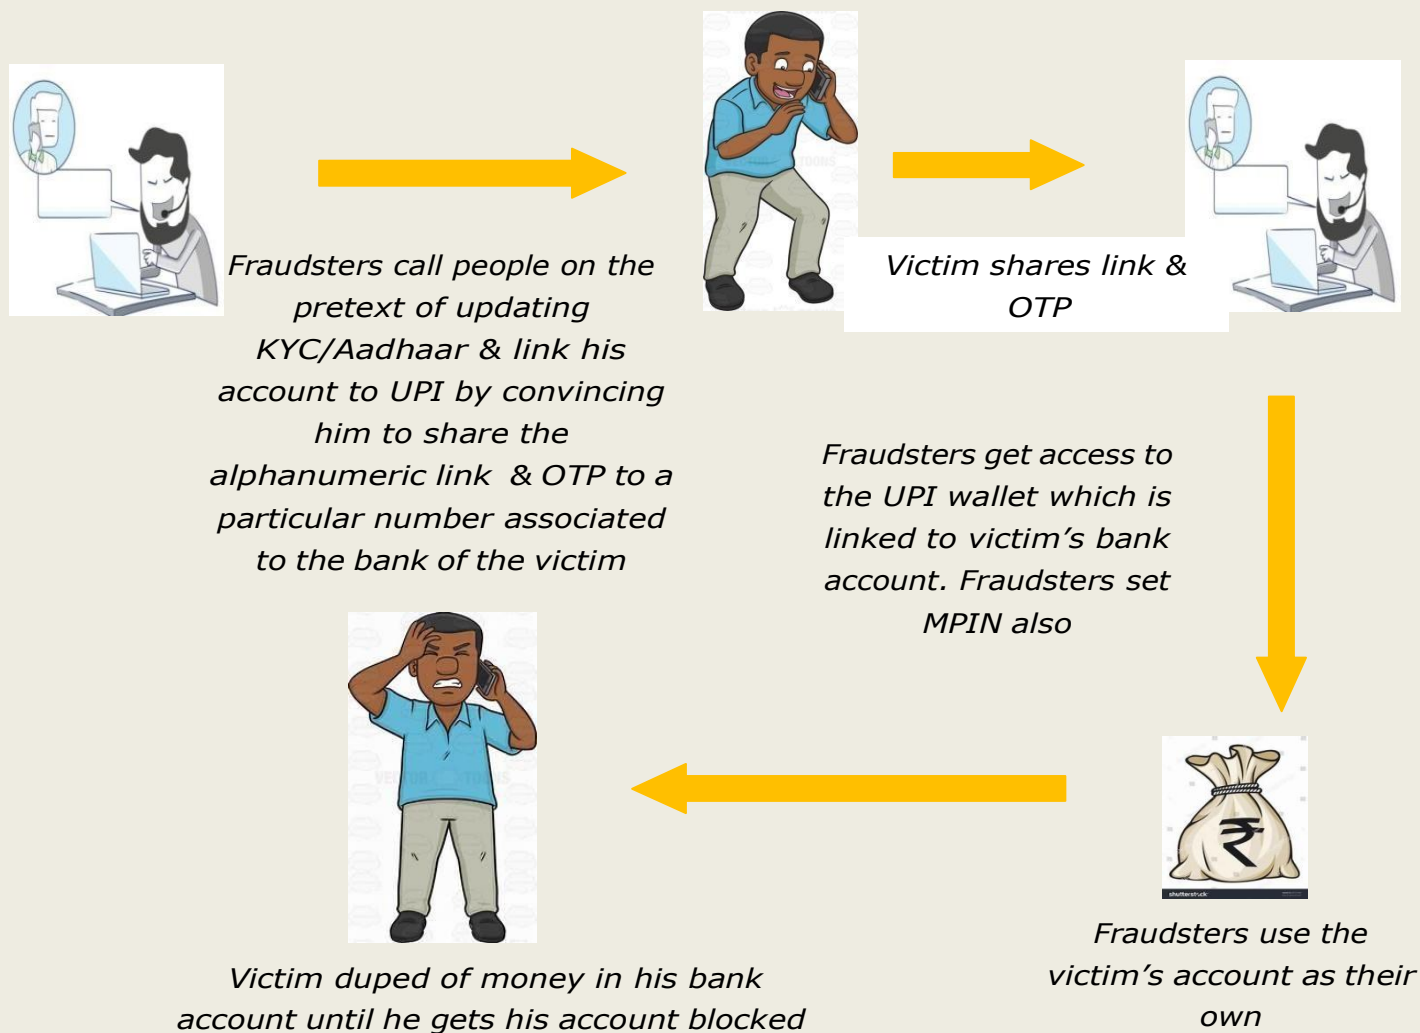 Fraudsters call people on the
pretext of updating
KYC/Aadhaar & link his
account to UPI by convincing
him to share the
alphanumeric link & OTP to a
particular number associated
to the bank of the victim
Victim shares link &
OTP
Fraudsters get access to
the UPI wallet which is
linked to victim’s bank
account. Fraudsters set
MPIN also
₹
shutterstock
Fraudsters use the
victim’s account as their
own
VECTOR TOONS
Victim duped of money in his bank
account until he gets his account blocked